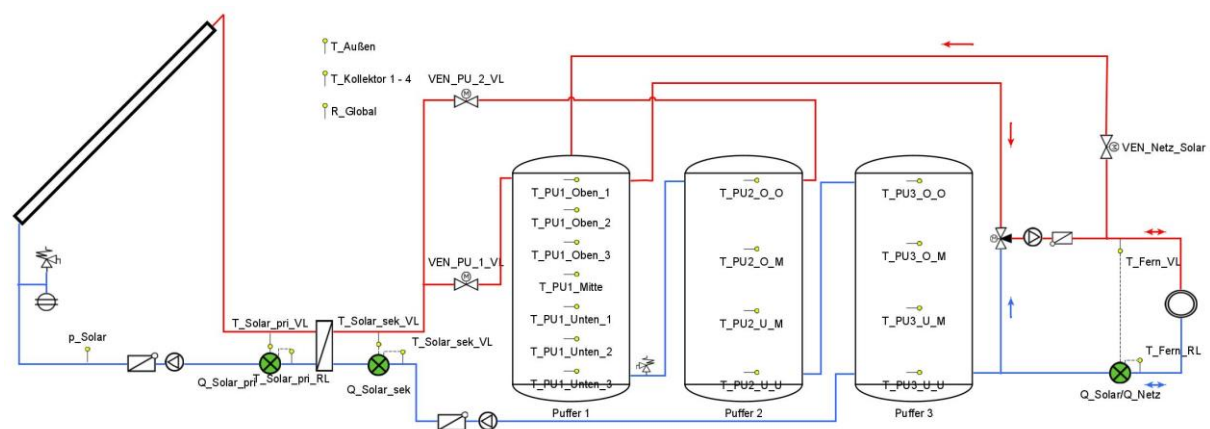 T_Außen
T_Kollektor 1 - 4
R_Global
VEN_PU_2_VL
VEN_Netz_Solar
T_PU1_Oben_1
T_PU1_Oben_2
T_PU1_Oben_3
T_PU1_Mitte
T_PU1_Unten_1
T_PU1_Unten_2
T_PU1_Unten_3
Puffer 1
T_PU2_O_O
T_PU2_O_M
T_PU2_U_M
T_PU2_U_U
Puffer 2
T_PU3_O_O
T_PU3_O_M
T_PU3_U_M
T_PU3_U_U
Puffer 3
VEN_PU_1_VL
T_Fern_VL
T_Fern_RL
Q_Solar/Q_Netz
p_Solar
T_Solar_pri_VL
T_Solar_sek_VL
T_Solar_sek_VL
Q_Solar_pri
T_Solar_pri_RL
Q_Solar_sek
M
M
M
M